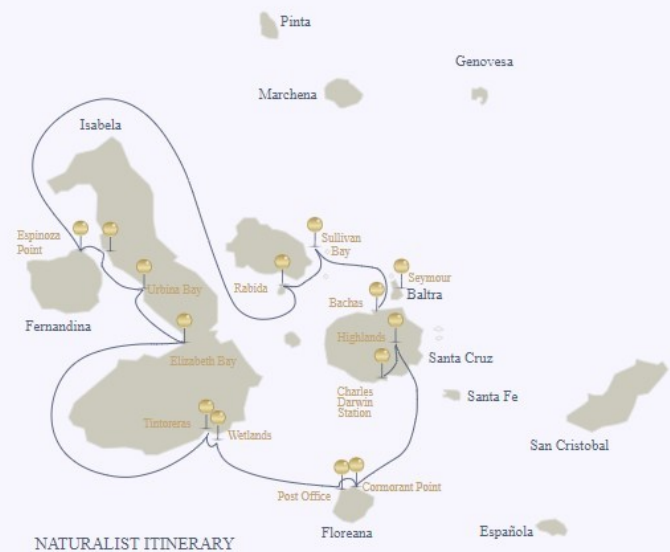 Pinta
Genovesa
Marchena
Isabela
Espinoza
Point
Sullivan
Bay
Seymour
Urbina Bay
Rabida
Baltra
Bachas
Fernandina
Highlands
Elizabeth Bay
Santa Cruz
Charles
Darwin
Station
Santa Fe
Tintoreras
Wetlands
San Cristobal
Cormorant Point
Post Office
Floreana
Española
NATURALIST ITINERARY